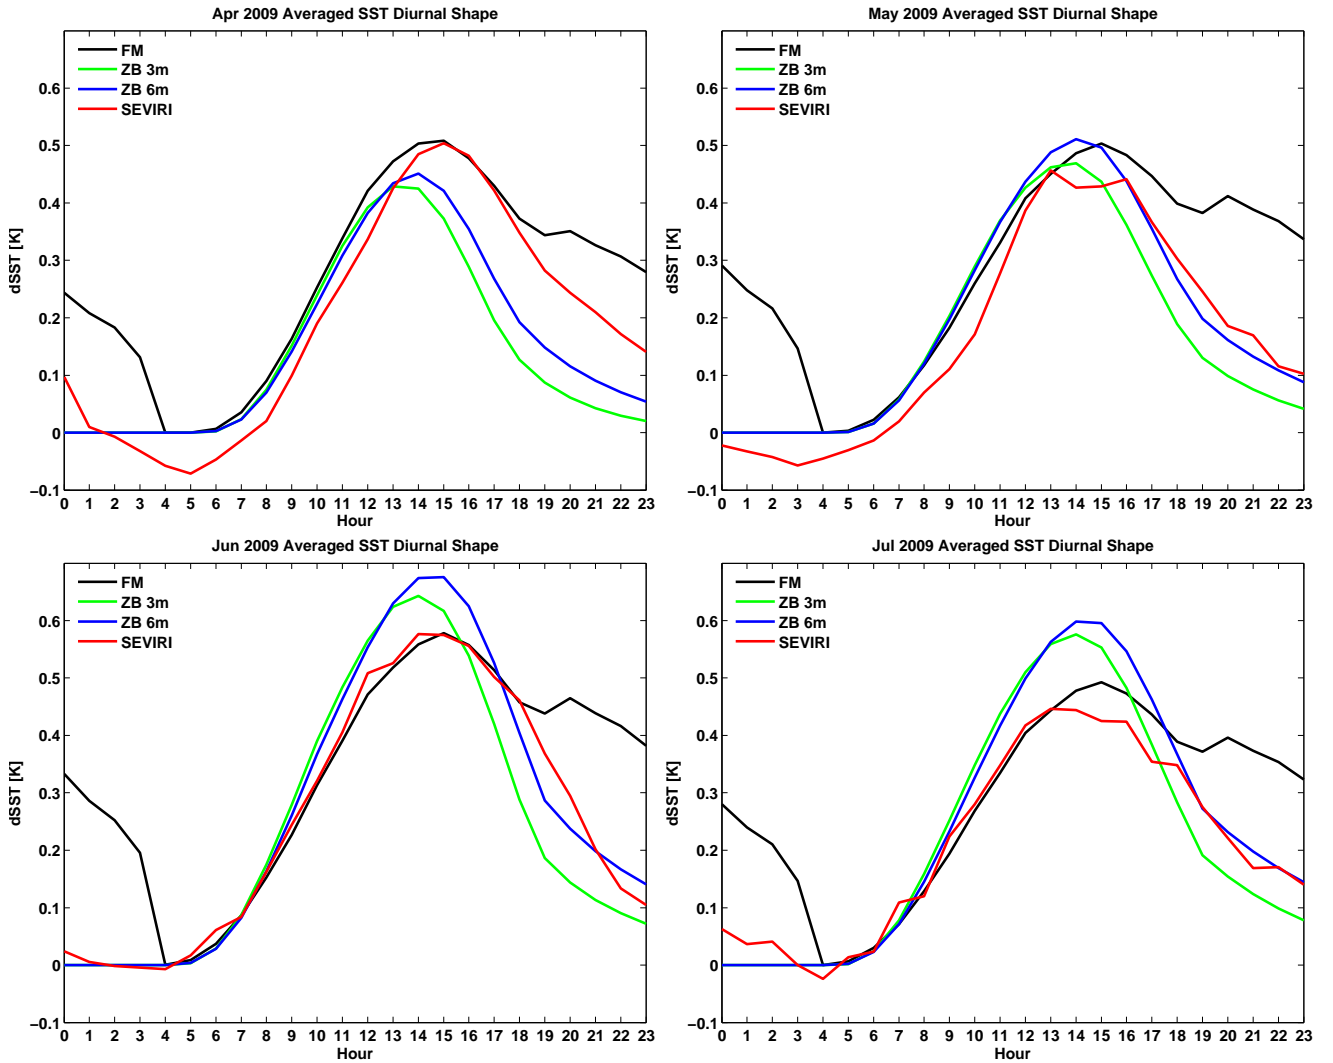 Apr 2009 Averaged SST Diurnal Shape
FM
ZB 3m
ZB 6m
SEVIRI
0.6
0.5
0.4
0.3
0.2
0.1
0
−0.1
dSST [K]
0 1 2 3 4 5 6 7 8 9 10 11 12 13 14 15 16 17 18 19 20 21 22 23
Hour
May 2009 Averaged SST Diurnal Shape
FM
ZB 3m
ZB 6m
SEVIRI
0.6
0.5
0.4
0.3
0.2
0.1
0
−0.1
dSST [K]
0 1 2 3 4 5 6 7 8 9 10 11 12 13 14 15 16 17 18 19 20 21 22 23
Hour
Jun 2009 Averaged SST Diurnal Shape
FM
ZB 3m
ZB 6m
SEVIRI
0.6
0.5
0.4
0.3
0.2
0.1
0
−0.1
dSST [K]
0 1 2 3 4 5 6 7 8 9 10 11 12 13 14 15 16 17 18 19 20 21 22 23
Hour
Jul 2009 Averaged SST Diurnal Shape
FM
ZB 3m
ZB 6m
SEVIRI
0.6
0.5
0.4
0.3
0.2
0.1
0
−0.1
dSST [K]
0 1 2 3 4 5 6 7 8 9 10 11 12 13 14 15 16 17 18 19 20 21 22 23
Hour